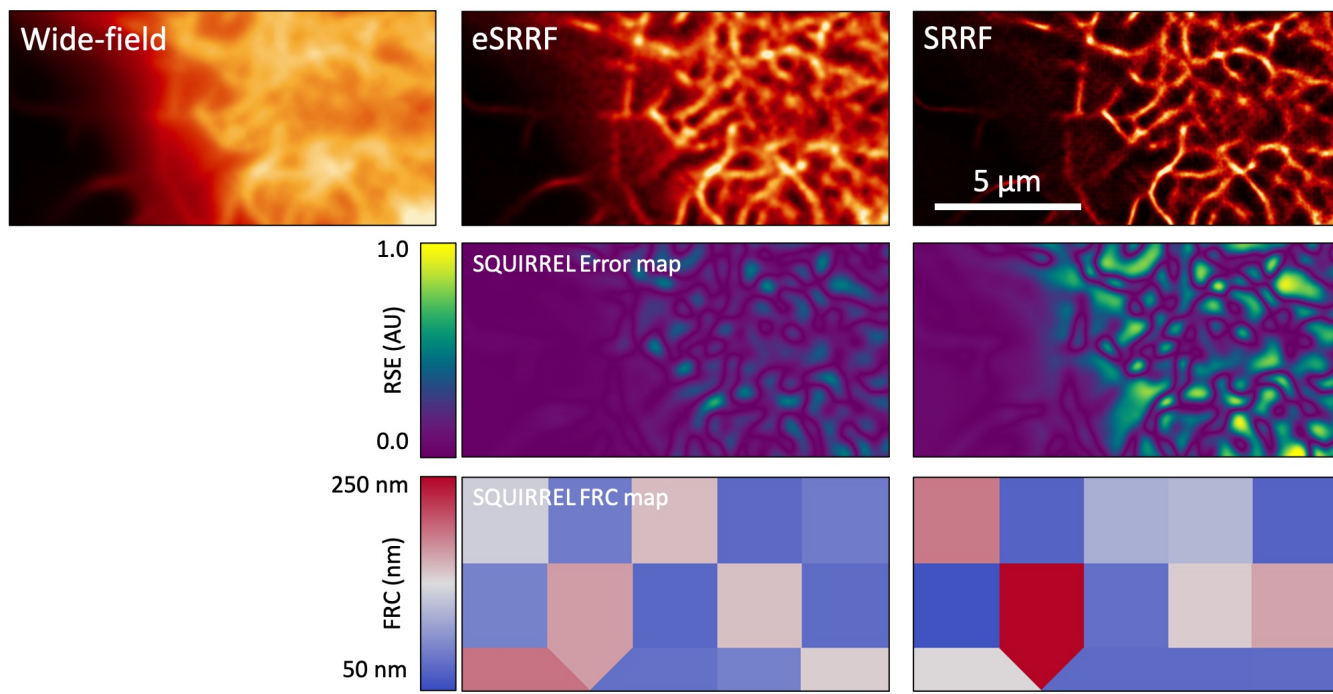 Wide-field
eSRRF
SRRF
5 µm
1.0
RSE (AU)
0.0
SQUIRREL Error map
250 nm
FRC (nm)
50 nm
SQUIRREL FRC map